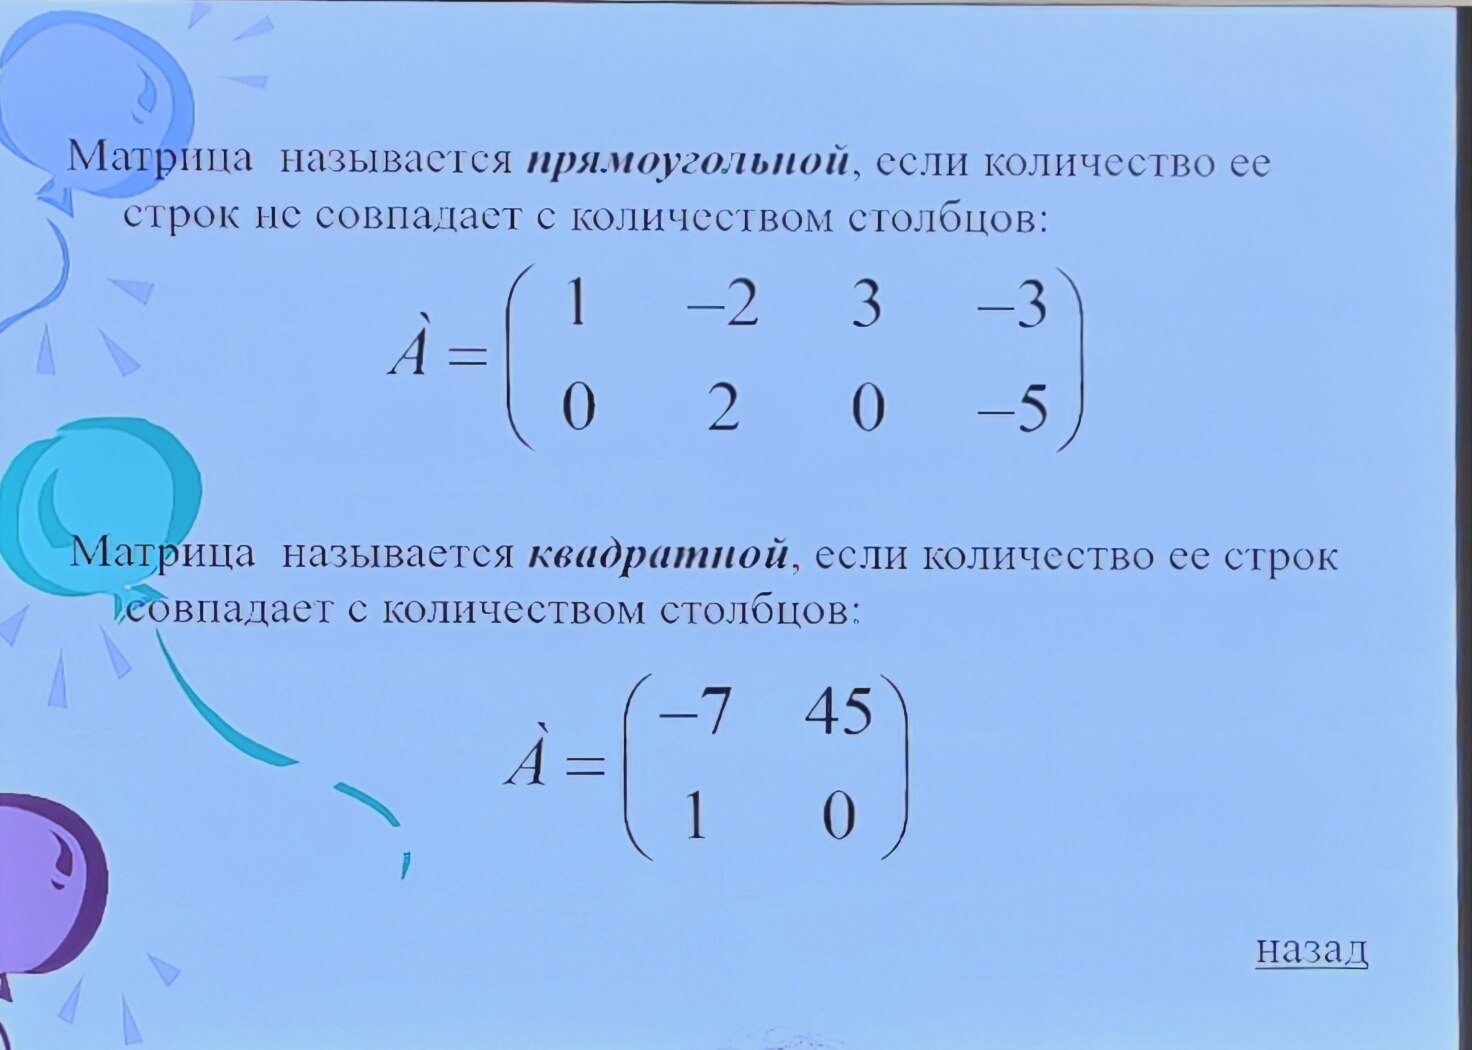 Матрица называется прямоугольной, если количество ее
строк не совпадает с количеством столбцов:
À = ( 1 –2 3 –3
0 2 0 –5 )
Матрица называется квадратной, если количество ее строк
совпадает с количеством столбцов:
À = ( –7 45
1 0 )
назад